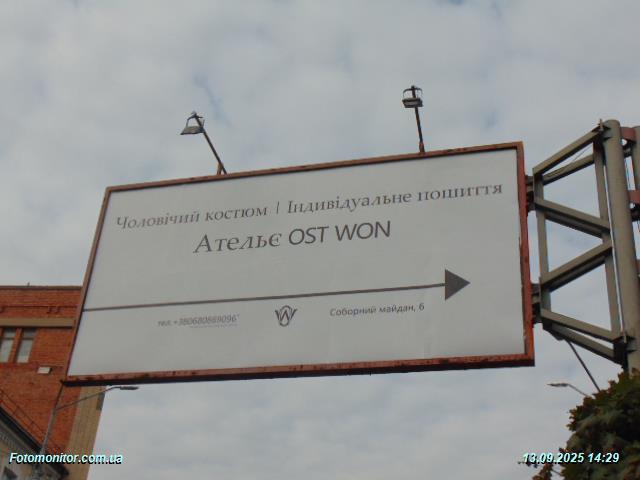 Чоловічий костюм | Індивідуальне пошиття
Ательє OST WON
тел. +380680889096
Соборний майдан, 6
Fotomonitor.com.ua
13.09.2025 14:29